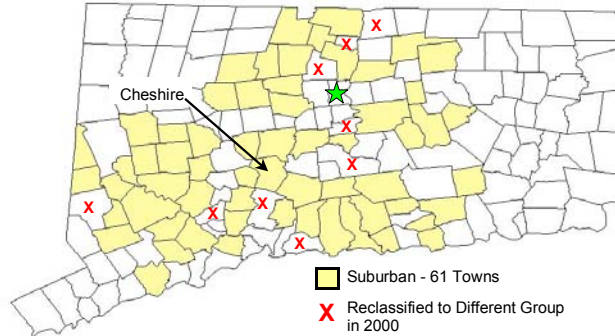 Cheshire
X
X
X
X
X
X
X
X
X
Suburban - 61 Towns
X Reclassified to Different Group
in 2000